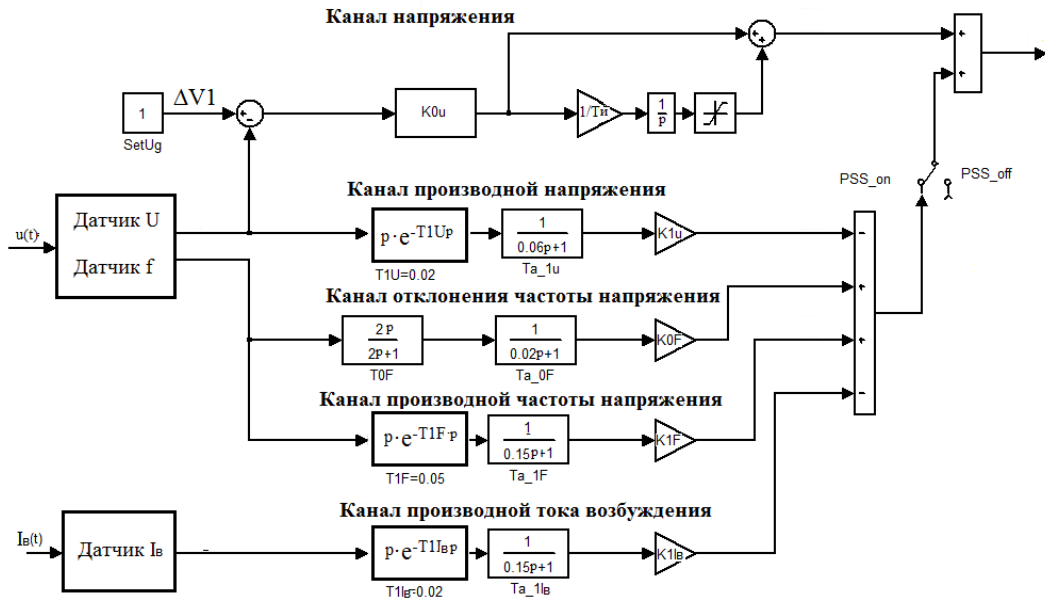 Канал напряжения
1
SetUg
ΔV1
K0u
1/Tи
1
p
PSS_on
PSS_off
u(t)
Датчик U
Датчик f
Канал производной напряжения
p·e-T1Up
T1U=0.02
1
0.06p+1
Ta_1u
K1u
Канал отклонения частоты напряжения
2P
2p+1
T0F
1
0.02p+1
Ta_0F
K0F
Канал производной частоты напряжения
p·e-T1F·p
T1F=0.05
1
0.15p+1
Ta_1F
K1F
Канал производной тока возбуждения
Iв(t)
Датчик Iв
p·e-T1Iвp
T1Iв=0.02
1
0.15p+1
Ta_1Iв
K1Iв